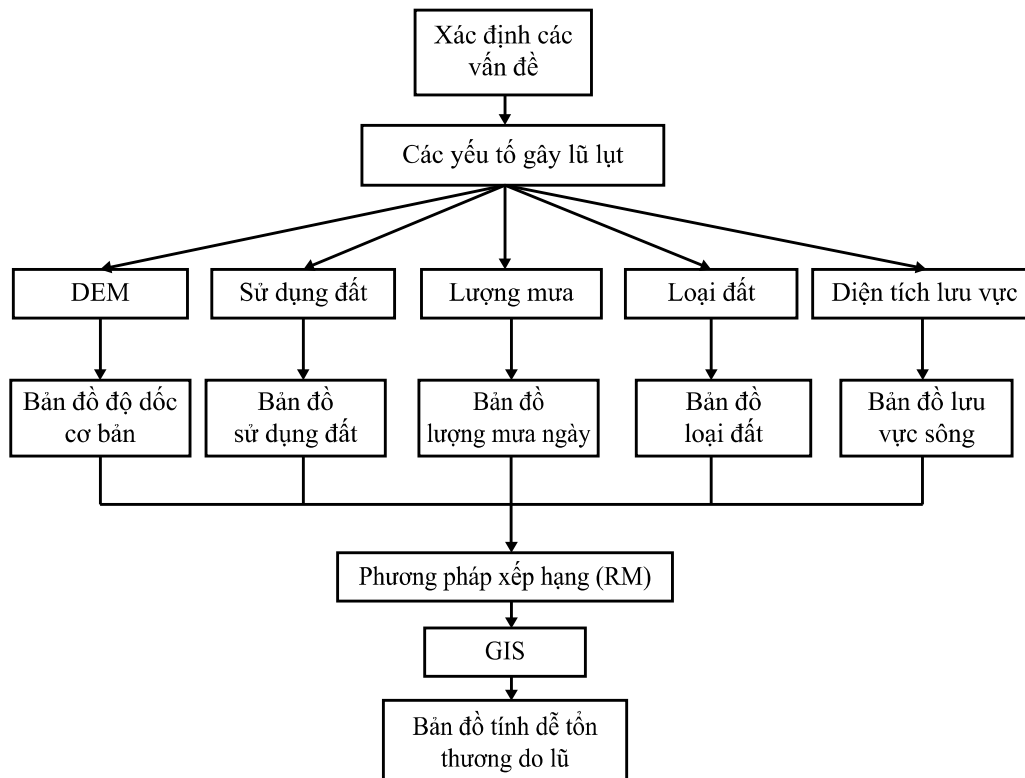 Xác định các
vấn đề
Các yếu tố gây lũ lụt
DEM
Sử dụng đất
Lượng mưa
Loại đất
Diện tích lưu vực
Bản đồ độ dốc
cơ bản
Bản đồ
sử dụng đất
Bản đồ
lượng mưa ngày
Bản đồ
loại đất
Bản đồ lưu
vực sông
Phương pháp xếp hạng (RM)
GIS
Bản đồ tính dễ tổn
thương do lũ